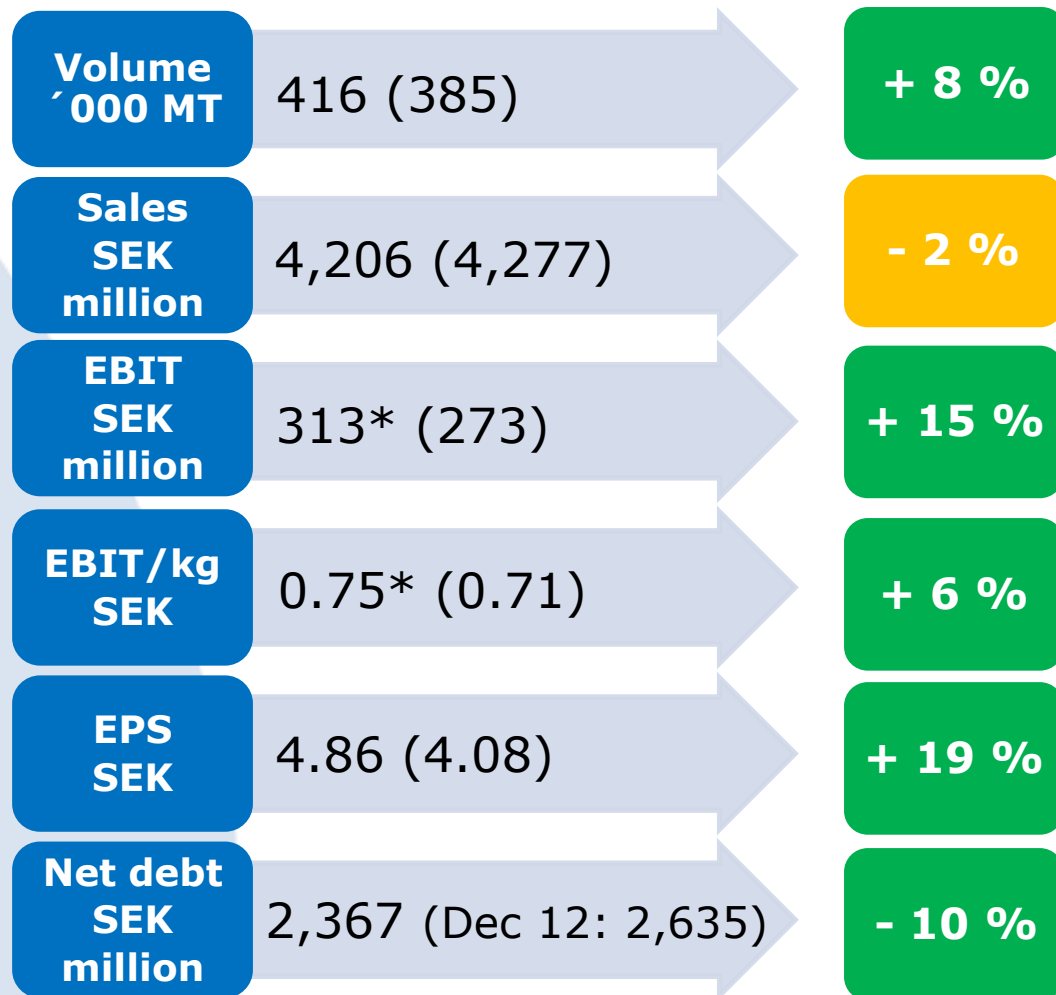 Volume
´000 MT
416 (385)
+ 8 %
Sales
SEK
million
4,206 (4,277)
- 2 %
EBIT
SEK
million
313* (273)
+ 15 %
EBIT/kg
SEK
0.75* (0.71)
+ 6 %
EPS
SEK
4.86 (4.08)
+ 19 %
Net debt
SEK
million
2,367 (Dec 12: 2,635)
- 10 %